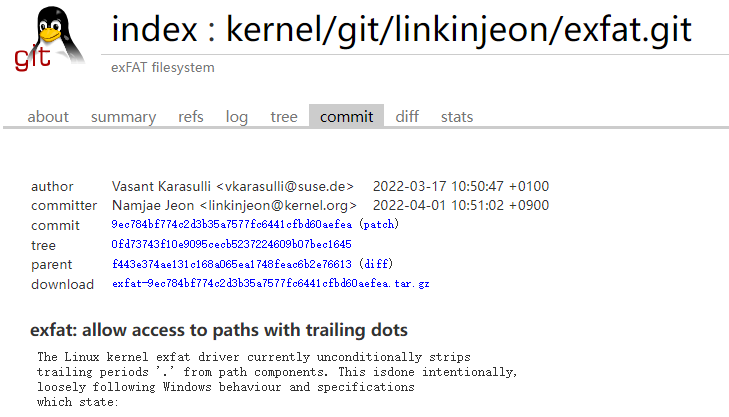 git
index : kernel/git/linkinjeon/exfat.git
exFAT filesystem
about summary refs log tree commit diff stats
author Vasant Karasulli <vkarasulli@suse.de> 2022-03-17 10:50:47 +0100
committer Namjae Jeon <linkinjeon@kernel.org> 2022-04-01 10:51:02 +0900
commit 9ec784bf774c2d3b35a7577fc6441cfbd60aefea (patch)
tree 0fd73743f10e9095cecb5237224609b07bec1645
parent f443e374ae131c168a065ea1748feac6b2e76613 (diff)
download exfat-9ec784bf774c2d3b35a7577fc6441cfbd60aefea.tar.gz
exfat: allow access to paths with trailing dots
The Linux kernel exfat driver currently unconditionally strips
trailing periods '.' from path components. This isdone intentionally,
loosely following Windows behaviour and specifications
which state: